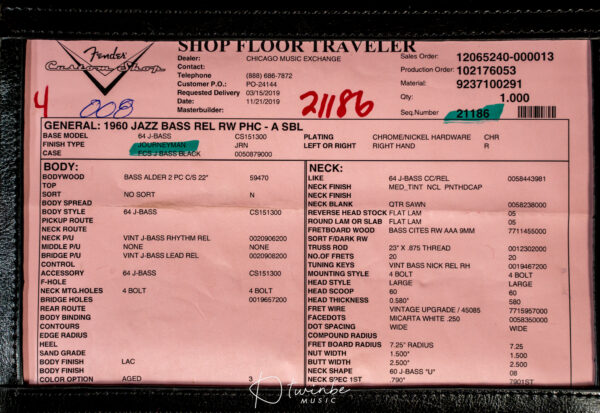 SHOP FLOOR TRAVELER
Fender
Custom Shop
Dealer: CHICAGO MUSIC EXCHANGE
Contact:
Telephone (888) 686-7872
Customer P.O.: PO-24144
Requested Delivery 03/15/2019
Date 11/21/2019
Masterbuilder:
Sales Order: 12065240-000013
Production Order: 102176053
Material: 9237100291
Qty: 1.000
Seq.Number 21186
4 008 21186
GENERAL: 1960 JAZZ BASS REL RW PHC - A SBL
BASE MODEL 64 J-BASS CS151300 PLATING CHROME/NICKEL HARDWARE CHR
FINISH TYPE JOURNEYMAN JRN LEFT OR RIGHT RIGHT HAND R
CASE FCS J BASS BLACK 0050879000
BODY:
BODYWOOD BASS ALDER 2 PC C/S 22" 59470
TOP
SORT NO SORT N
BODY SPREAD
BODY STYLE 64 J-BASS CS151300
PICKUP ROUTE
NECK ROUTE
NECK P/U VINT J-BASS RHYTHM REL 0020906200
MIDDLE P/U NONE NONE
BRIDGE P/U VINT J-BASS LEAD REL 0020902200
CONTROL
ACCESSORY 64 J-BASS CS151300
F-HOLE
NECK MTG.HOLES 4 BOLT 4 BOLT
BRIDGE HOLES 0019657200
REAR ROUTE
BODY BINDING
CONTOURS
EDGE RADIUS
HEEL
SAND GRADE
BODY FINISH LAC
BODY FINISH
COLOR OPTION AGED 3
NECK:
LIKE 64 J-BASS CC/REL 0058443981
NECK FINISH MED_TINT NCL PNTHDCAP
NECK FINISH
NECK BLANK QTR SAWN 0058238000
REVERSE HEAD STOCK FLAT LAM 05
ROUND LAM OR SLAB FLAT LAM 05
FRETBOARD WOOD BASS CITES RW AAA 9MM 7711455000
SORT F/DARK RW
TRUSS ROD 23" X .875 THREAD 0012302000
NO.OF FRETS 20 20
TUNING KEYS VINT BASS NICK REL RH 0019467200
MOUNTING STYLE 4 BOLT 4 BOLT
HEAD STYLE LARGE LARGE
HEAD SCOOP 60 60
HEAD THICKNESS 0.580" 580
FRET WIRE VINTAGE UPGRADE / 45085 7715957000
FACEDOTS MICARTA WHITE .250 0058350000
DOT SPACING WIDE WIDE
COMPOUND RADIUS
FRET BOARD RADIUS 7.25" RADIUS 7.25
NUT WIDTH 1.500" 1.500
BUTT WIDTH 2.500" 2.500
NECK SHAPE 60 J-BASS "U" 08
NECK SPEC 1ST .790" 7901ST
Twinbe
MUSIC